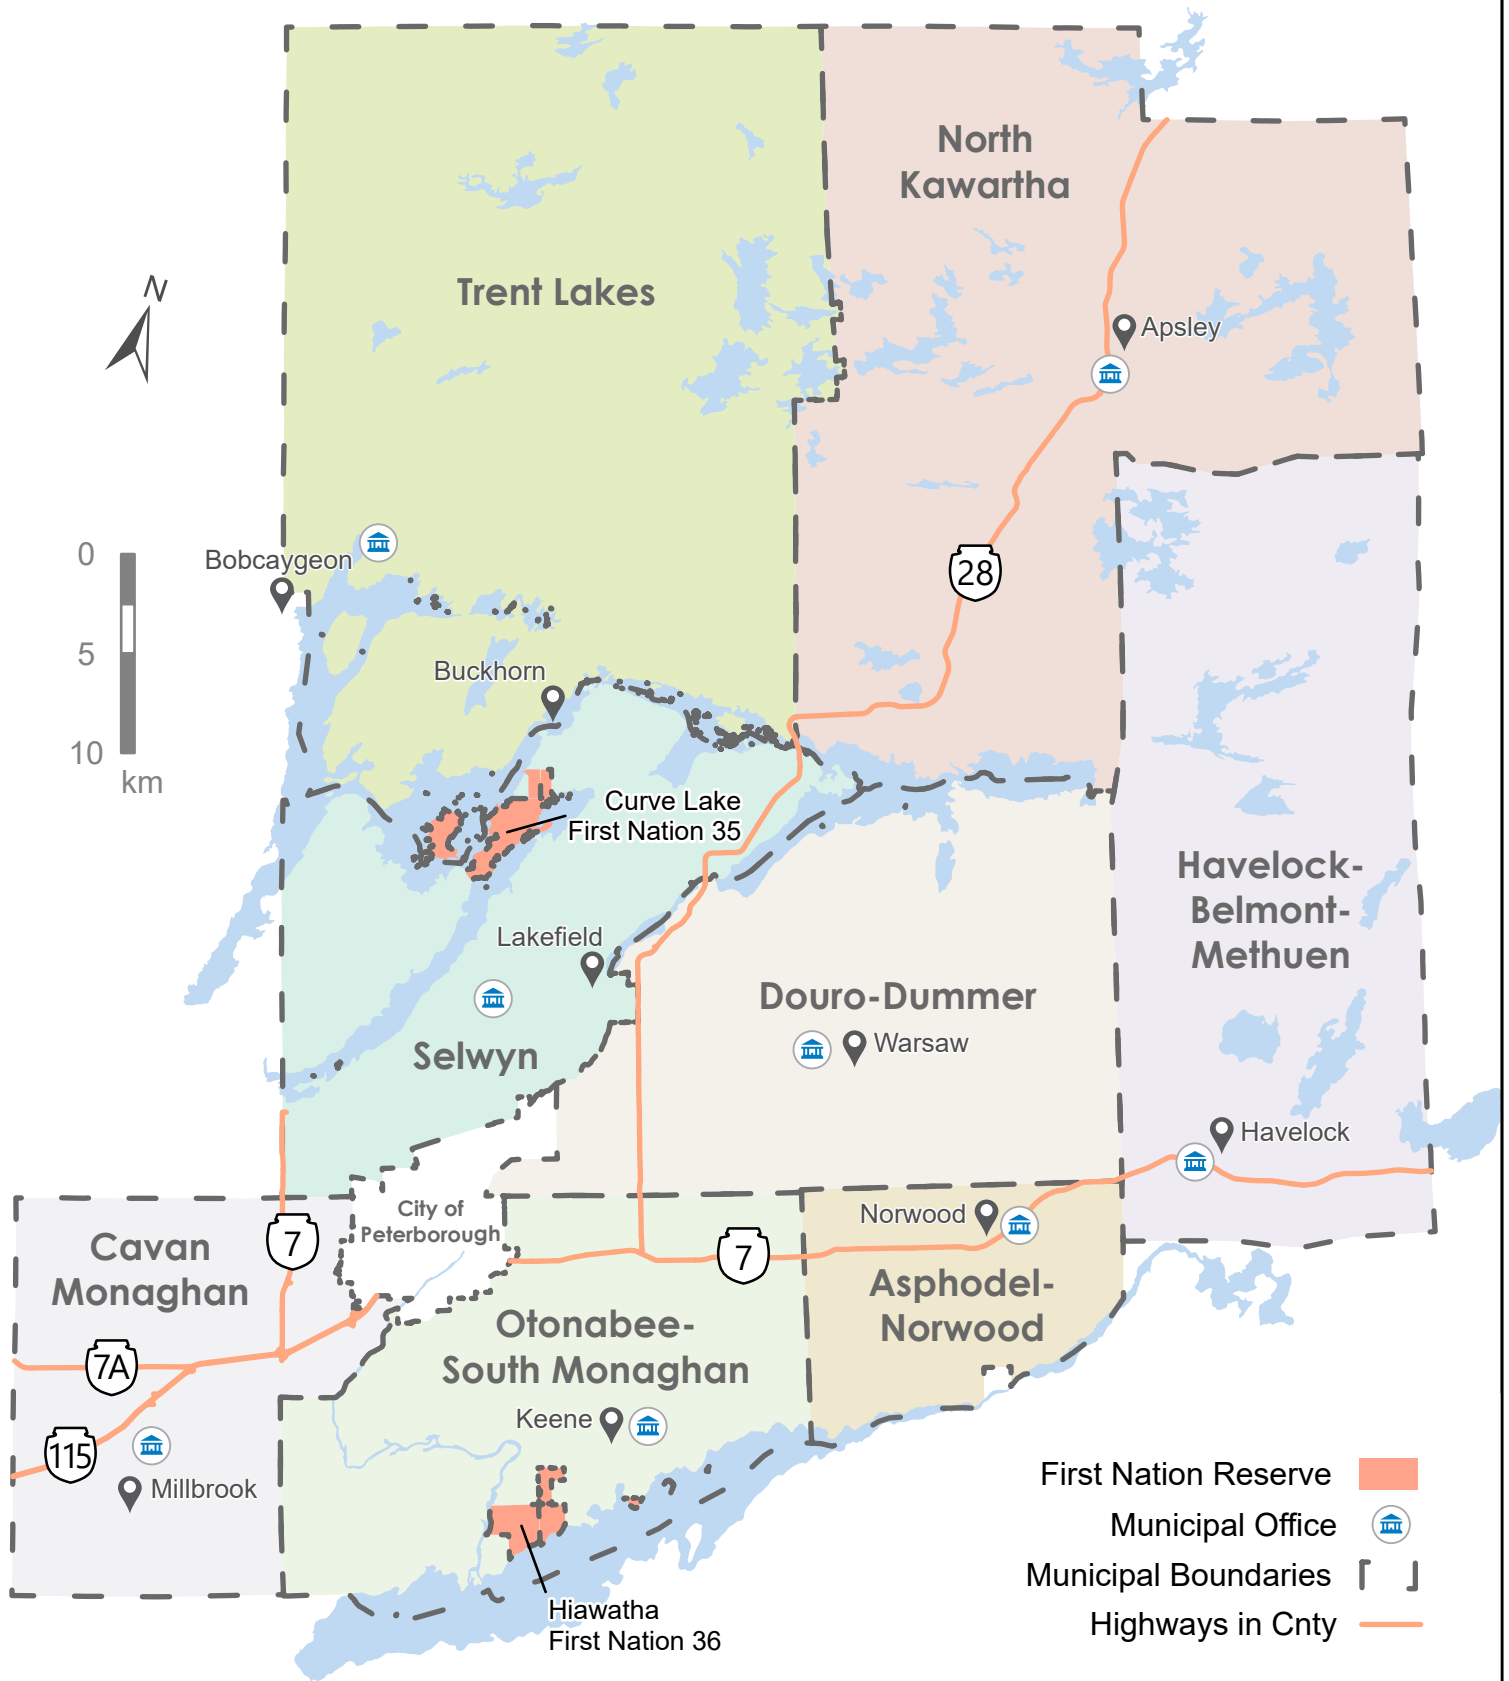 North
Kawartha
N
Trent Lakes
Apsley
0
5
10
km
Bobcaygeon
28
Buckhorn
Curve Lake
First Nation 35
Havelock-
Belmont-
Methuen
Lakefield
Douro-Dummer
Warsaw
Selwyn
Havelock
City of
Peterborough
Norwood
Cavan
Monaghan
7
7
Asphodel-
Norwood
Otonabee-
South Monaghan
7A
Keene
115
Millbrook
Hiawatha
First Nation 36
First Nation Reserve
Municipal Office
Municipal Boundaries
Highways in Cnty